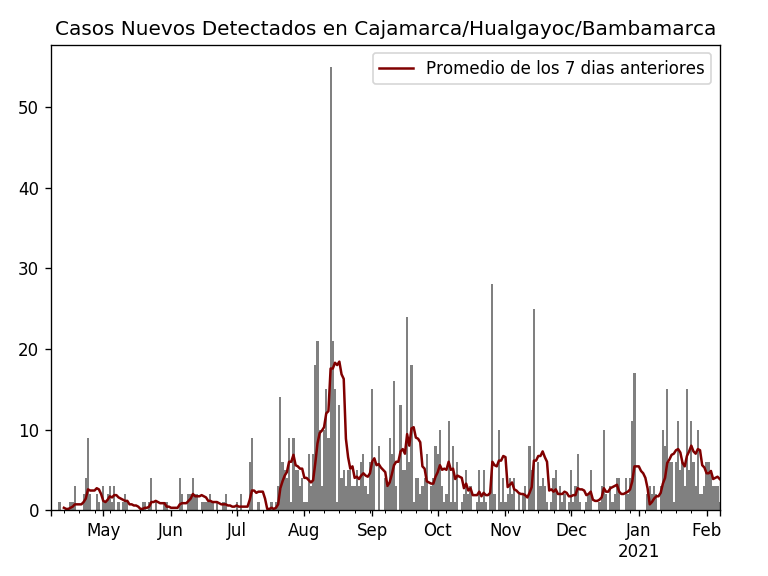 Casos Nuevos Detectados en Cajamarca/Hualgayoc/Bambamarca
Promedio de los 7 dias anteriores
50
40
30
20
10
0
May Jun Jul Aug Sep Oct Nov Dec Jan Feb
2021